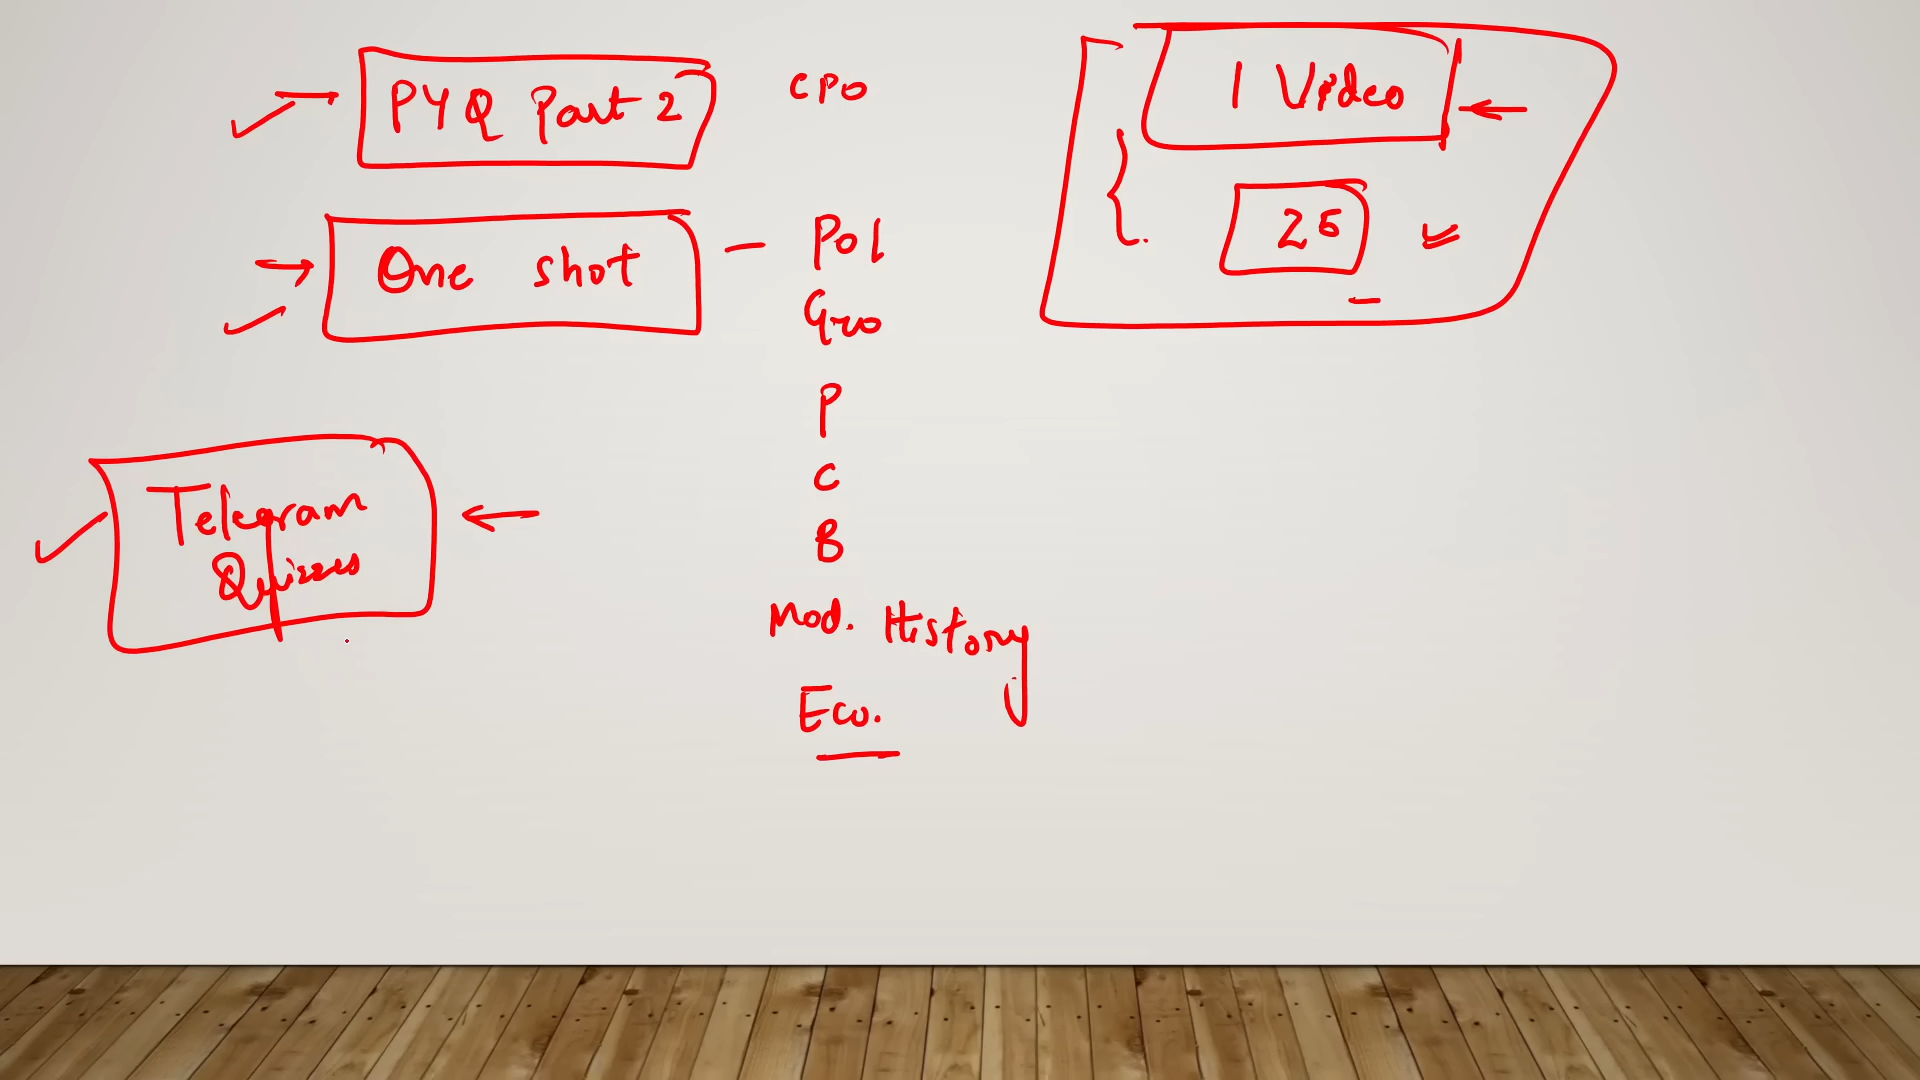 PYQ Part 2
CPO
One shot - Pol
Geo
P
C
B
Mod. History
Eco.
Telegram
Quizzes
1 Video
25